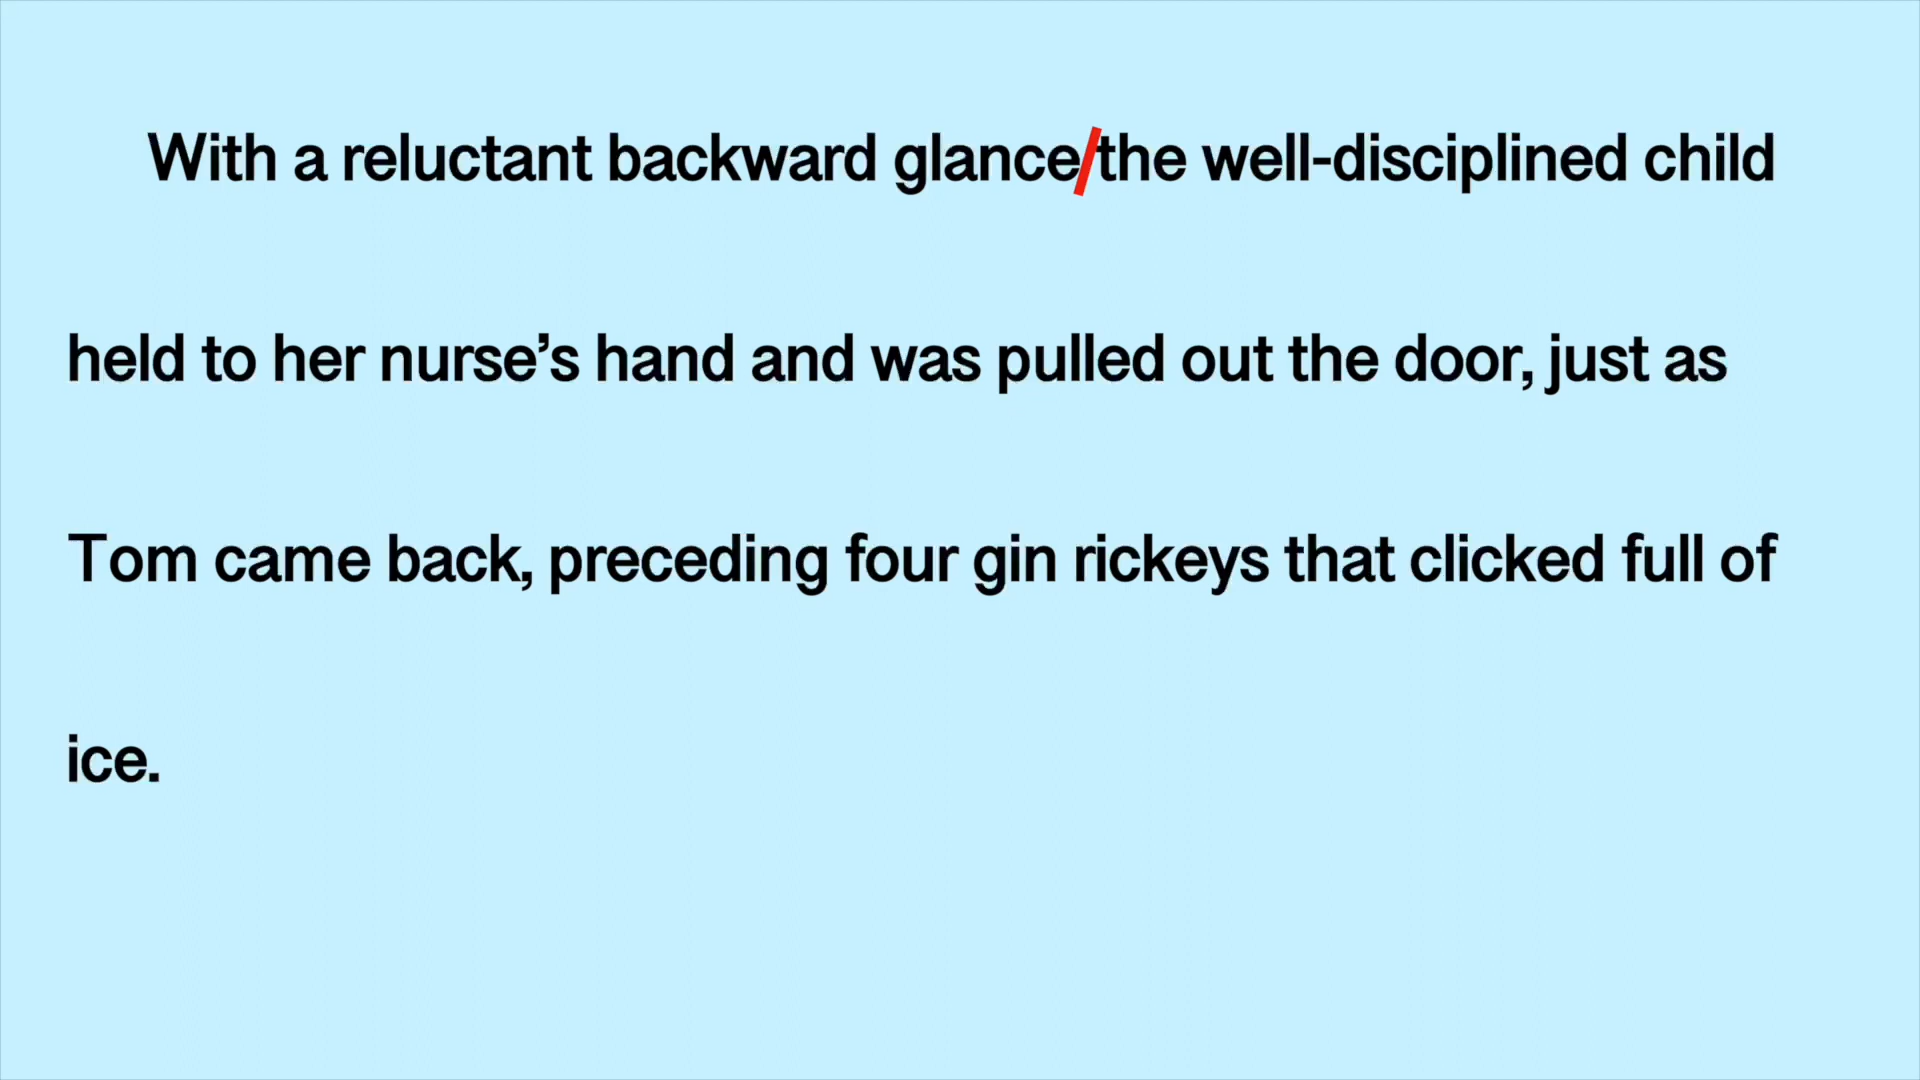 With a reluctant backward glance/the well-disciplined child
held to her nurse’s hand and was pulled out the door, just as
Tom came back, preceding four gin rickeys that clicked full of
ice.